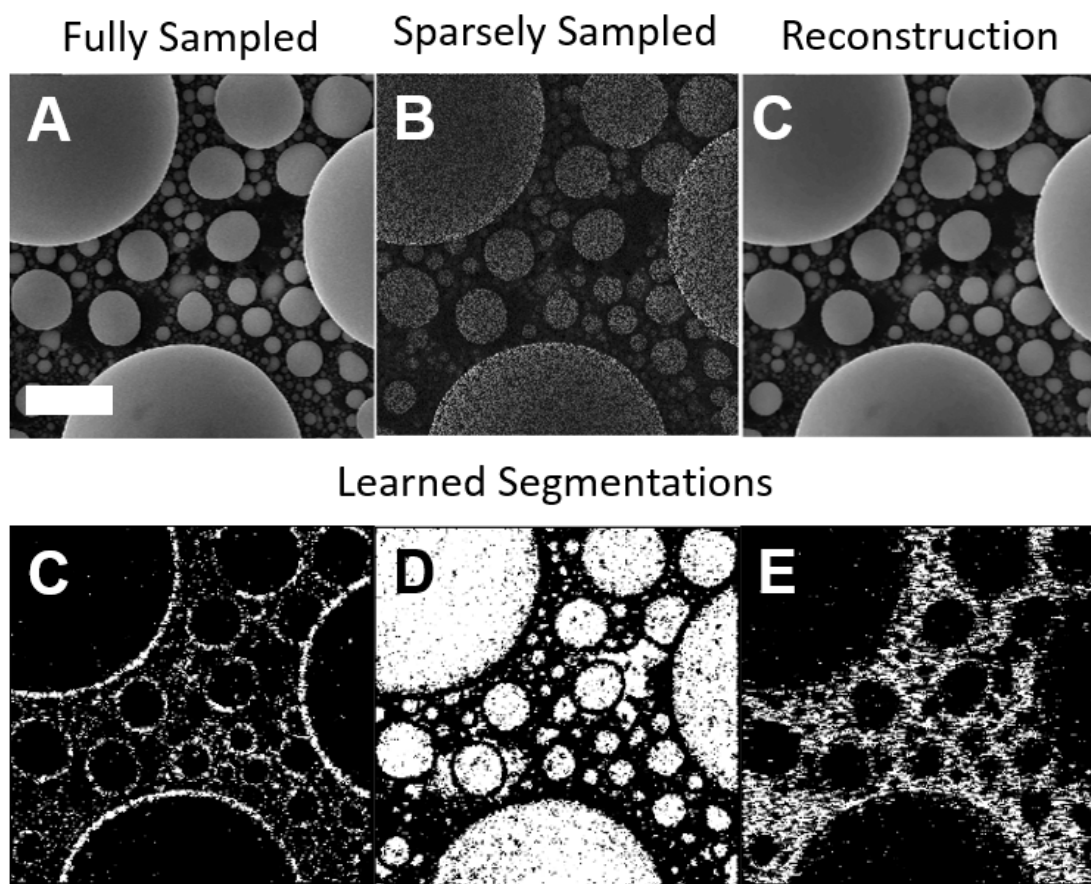 Fully Sampled
Sparsely Sampled
Reconstruction
A
B
C
Learned Segmentations
C
D
E